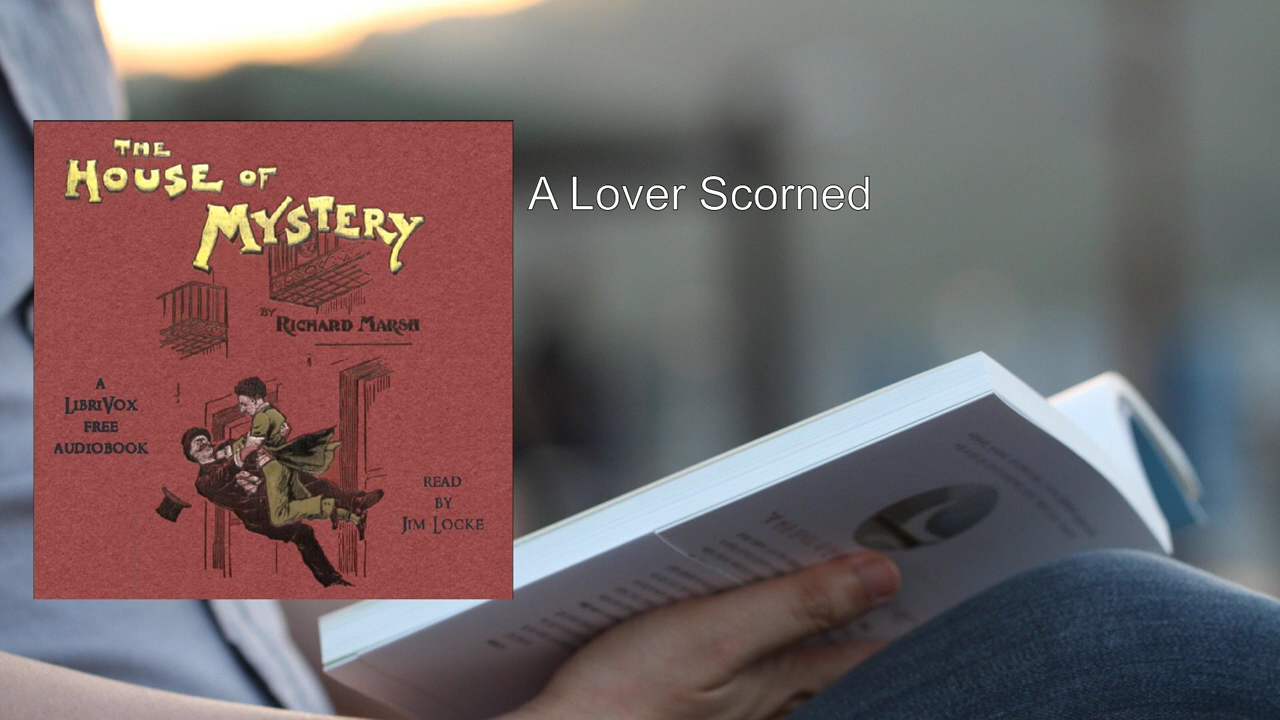 THE
HOUSE OF
MYSTERY
BY RICHARD MARSH
A
LIBRIVOX
FREE
AUDIOBOOK
READ
BY
JIM LOCKE
A Lover Scorned